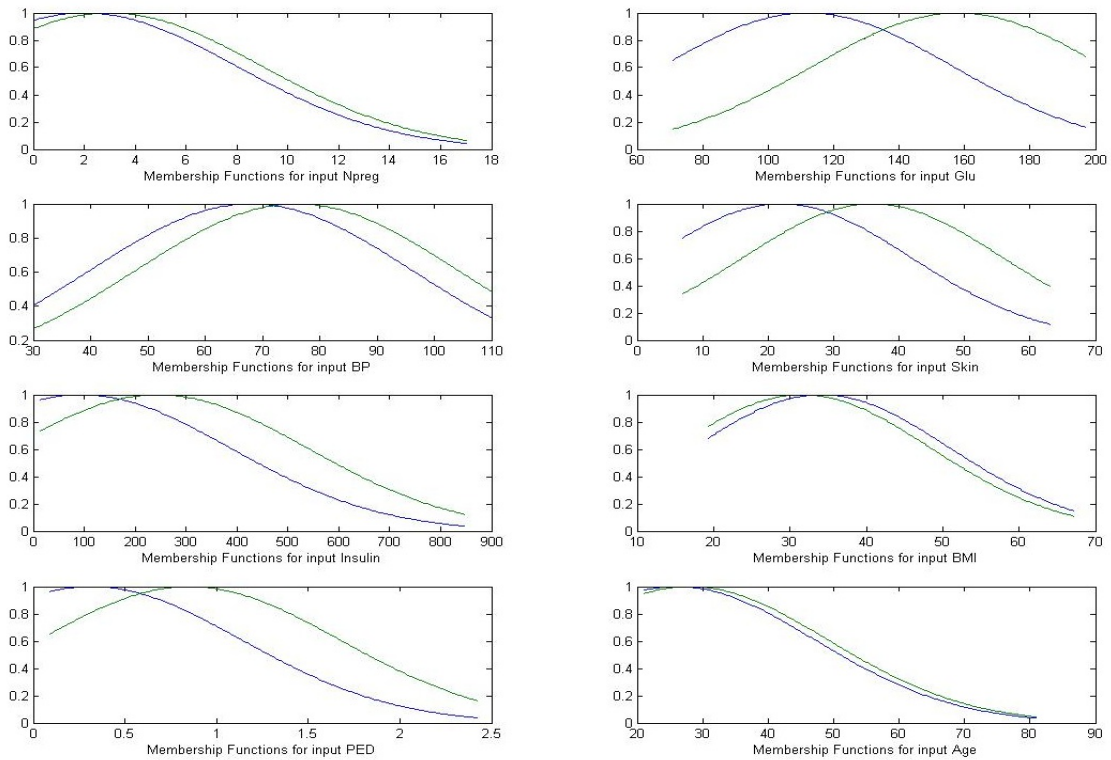 1
0.8
0.6
0.4
0.2
0
0 2 4 6 8 10 12 14 16 18
Membership Functions for input Npreg
1
0.8
0.6
0.4
0.2
0
60 80 100 120 140 160 180 200
Membership Functions for input Glu
1
0.8
0.6
0.4
0.2
30 40 50 60 70 80 90 100 110
Membership Functions for input BP
1
0.8
0.6
0.4
0.2
0
0 10 20 30 40 50 60 70
Membership Functions for input Skin
1
0.8
0.6
0.4
0.2
0
0 100 200 300 400 500 600 700 800 900
Membership Functions for input Insulin
1
0.8
0.6
0.4
0.2
0
10 20 30 40 50 60 70
Membership Functions for input BMI
1
0.8
0.6
0.4
0.2
0
0 0.5 1 1.5 2 2.5
Membership Functions for input PED
1
0.8
0.6
0.4
0.2
0
20 30 40 50 60 70 80 90
Membership Functions for input Age